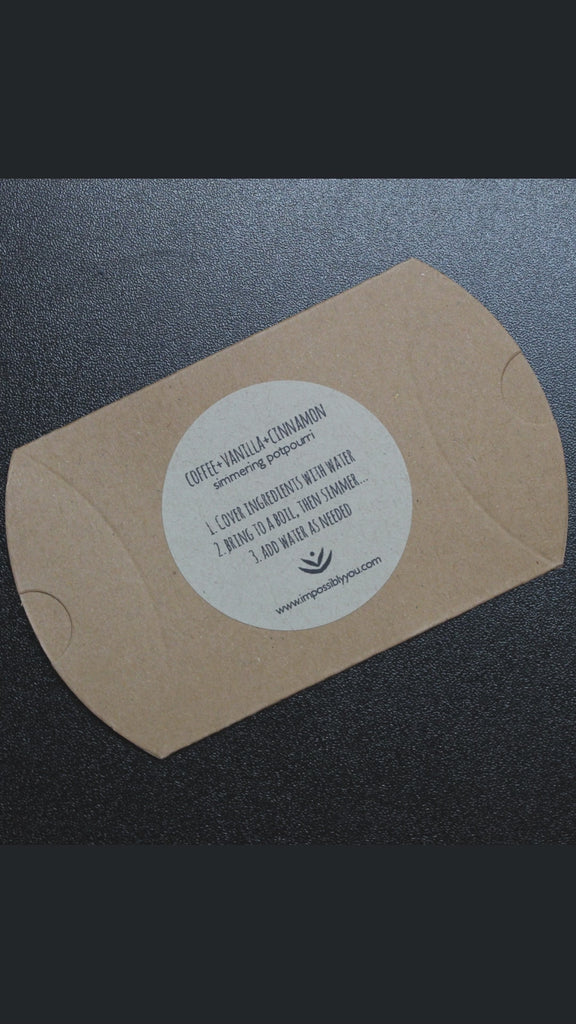 COFFEE+VANILLA+CINNAMON
simmering potpourri
1. COVER INGREDIENTS WITH WATER
2. BRING TO A BOIL, THEN SIMMER...
3. ADD WATER AS NEEDED
www.impossiblyyou.com